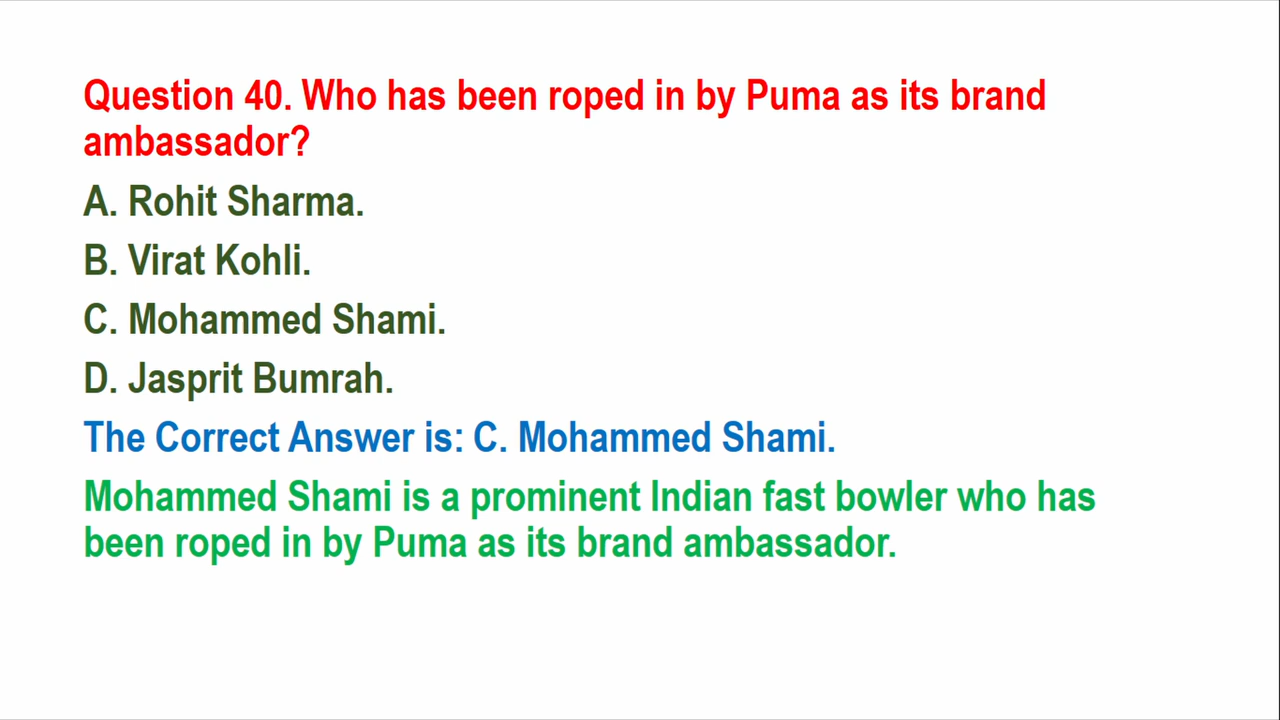 Question 40. Who has been roped in by Puma as its brand
ambassador?
A. Rohit Sharma.
B. Virat Kohli.
C. Mohammed Shami.
D. Jasprit Bumrah.
The Correct Answer is: C. Mohammed Shami.
Mohammed Shami is a prominent Indian fast bowler who has
been roped in by Puma as its brand ambassador.